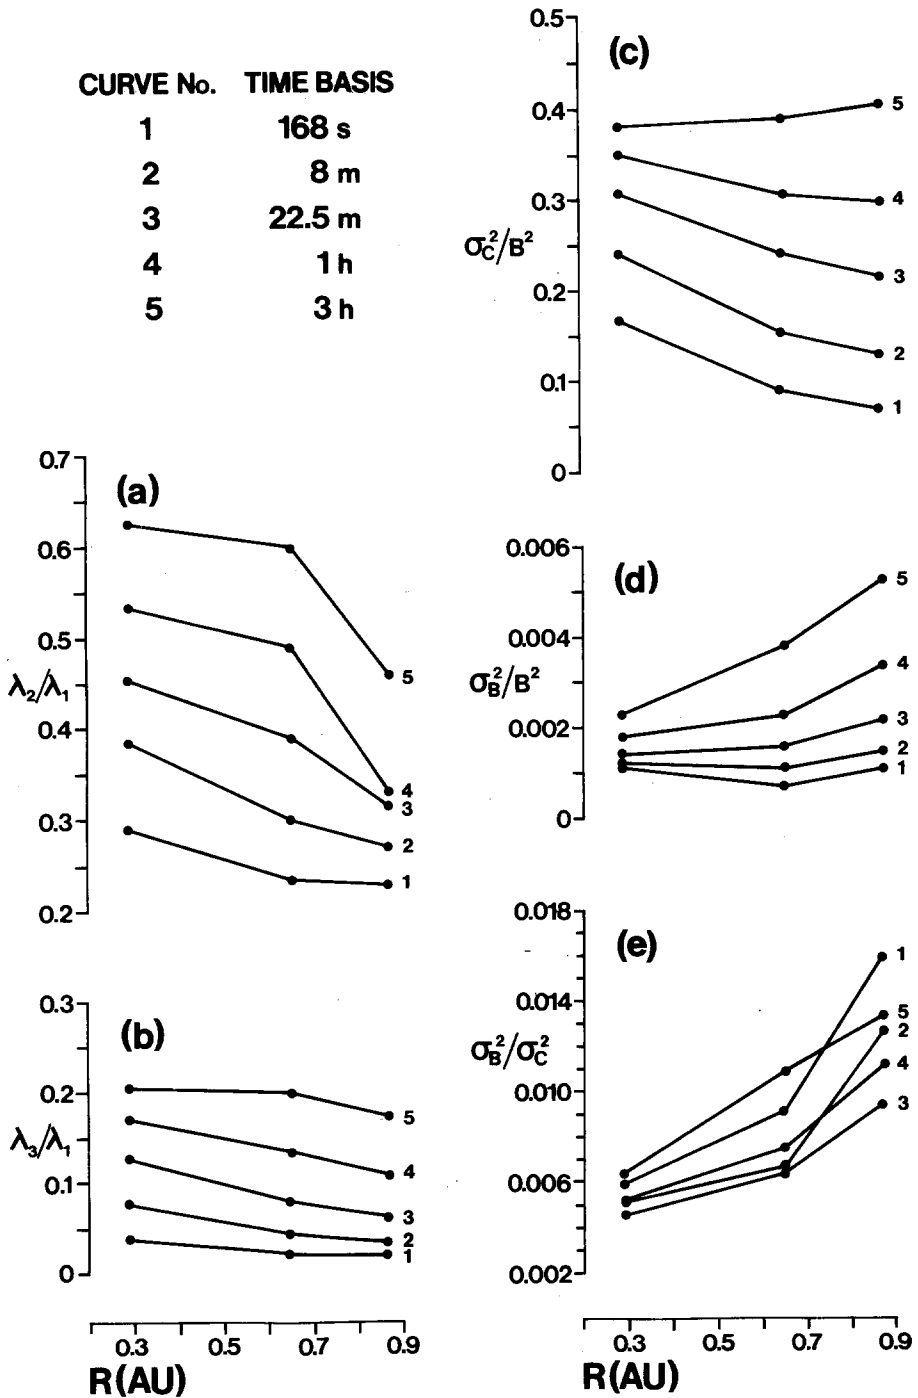 CURVE No. TIME BASIS
1 168 s
2 8 m
3 22.5 m
4 1 h
5 3 h
(a)
0.7
0.6
0.5
λ₂/λ₁
0.4
0.3
0.2
5
4
3
2
1
(b)
0.3
0.2
λ₃/λ₁
0.1
0
5
4
3
2
1
0.3 0.5 0.7 0.9
R(AU)
(c)
0.5
0.4
0.3
σ_C²/B²
0.2
0.1
0
5
4
3
2
1
(d)
0.006
0.004
σ_B²/B²
0.002
0
5
4
3
2
1
(e)
0.018
0.014
σ_B²/σ_C²
0.010
0.006
0.002
1
5
2
4
3
0.3 0.5 0.7 0.9
R(AU)